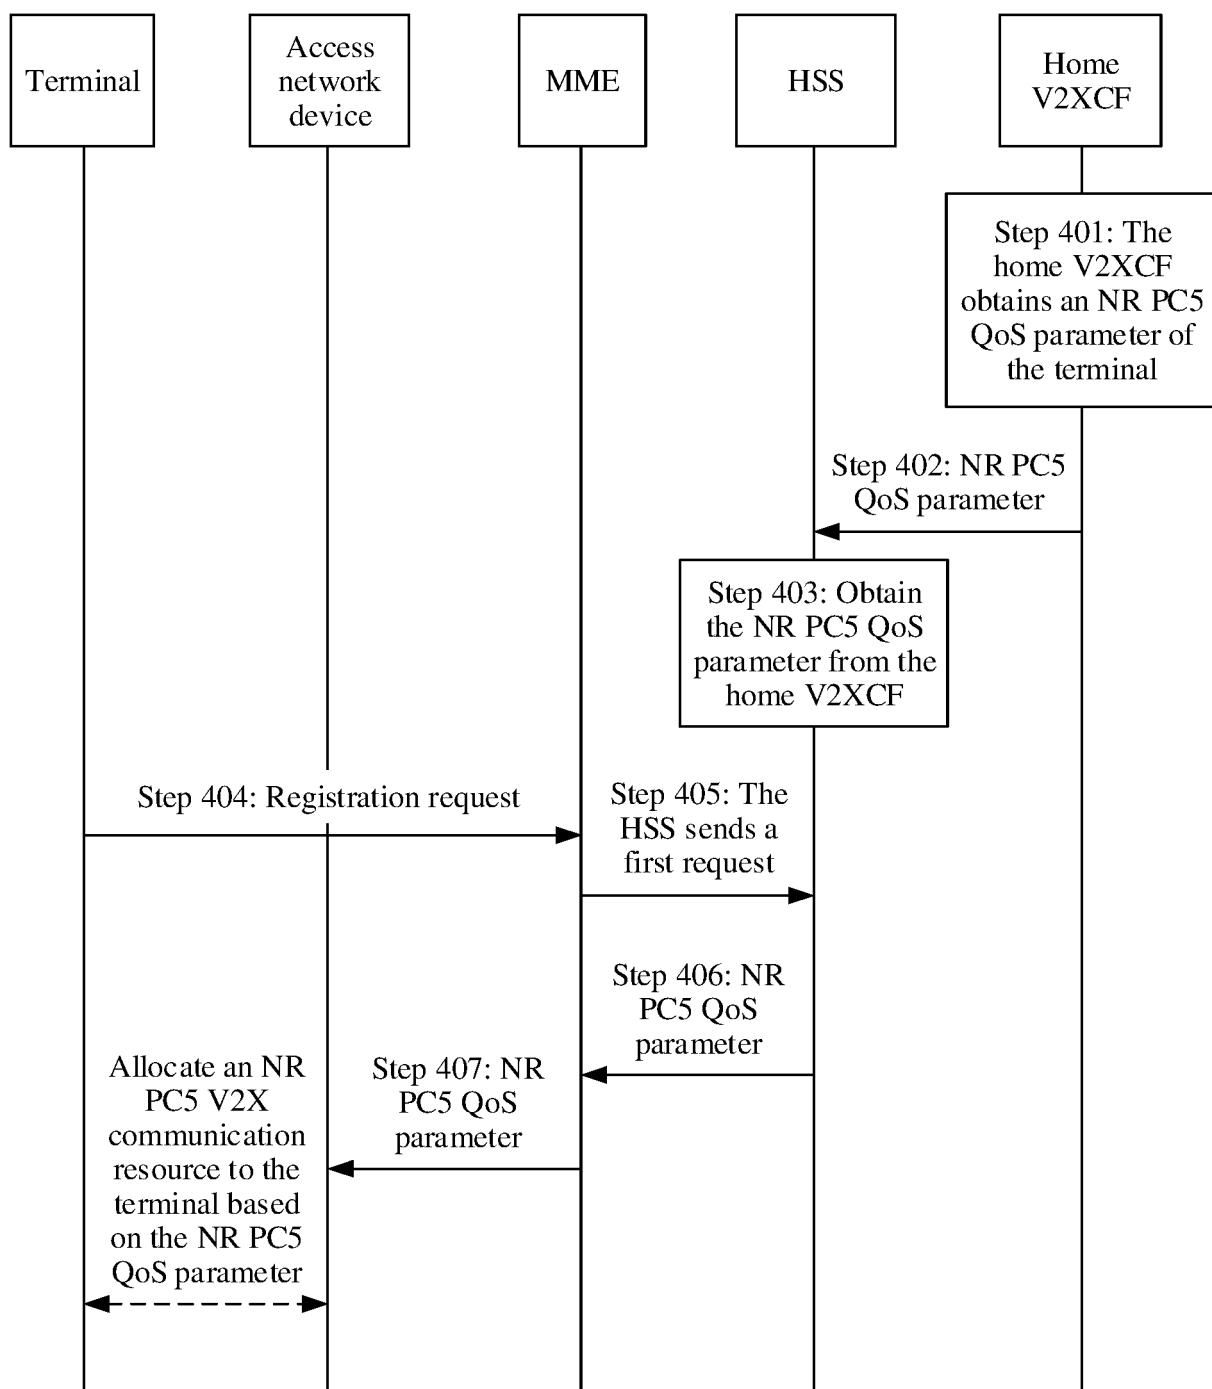 Terminal
Access
network
device
MME
HSS
Home
V2XCF
Step 401: The
home V2XCF
obtains an NR PC5
QoS parameter of
the terminal
Step 402: NR PC5
QoS parameter
Step 403: Obtain
the NR PC5 QoS
parameter from the
home V2XCF
Step 404: Registration request
Step 405: The
HSS sends a
first request
Step 406: NR
PC5 QoS
parameter
Step 407: NR
PC5 QoS
parameter
Allocate an NR
PC5 V2X
communication
resource to the
terminal based
on the NR PC5
QoS parameter